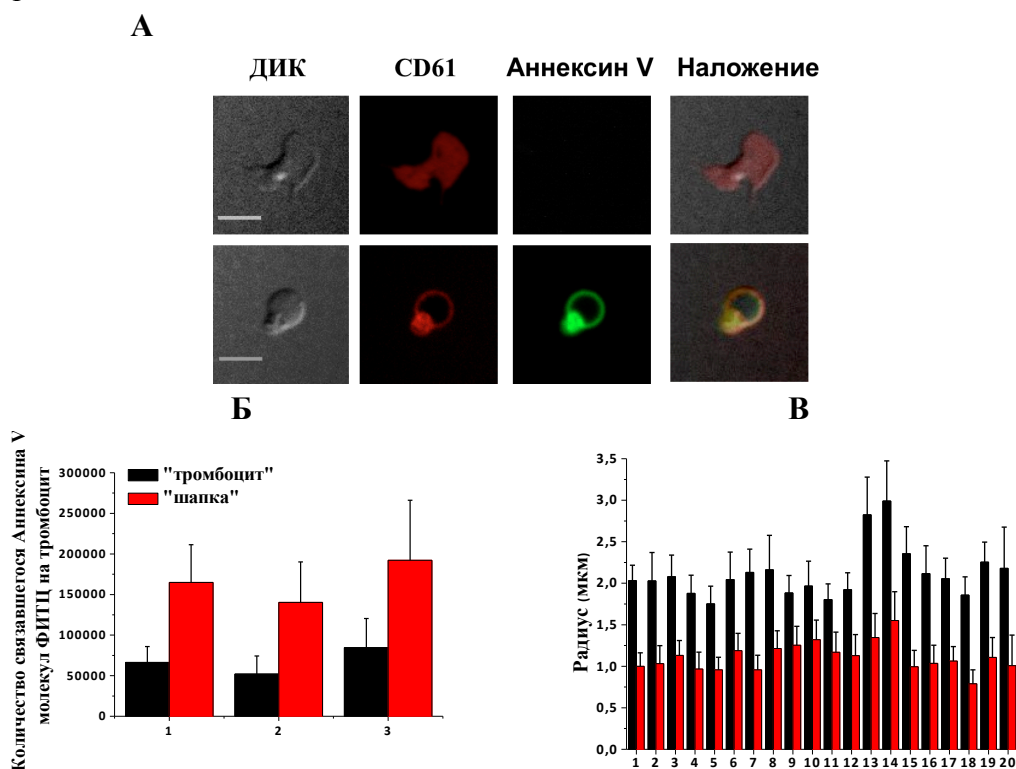 А
ДИК CD61 Аннексин V Наложение
Б
В
Количество связавшегося Аннексина V
молекул ФИТЦ на тромбоцит
300000
250000
200000
150000
100000
50000
0
"тромбоцит"
"шапка"
1 2 3
Радиус (мкм)
3,5
3,0
2,5
2,0
1,5
1,0
0,5
0,0
1 2 3 4 5 6 7 8 9 10 11 12 13 14 15 16 17 18 19 20